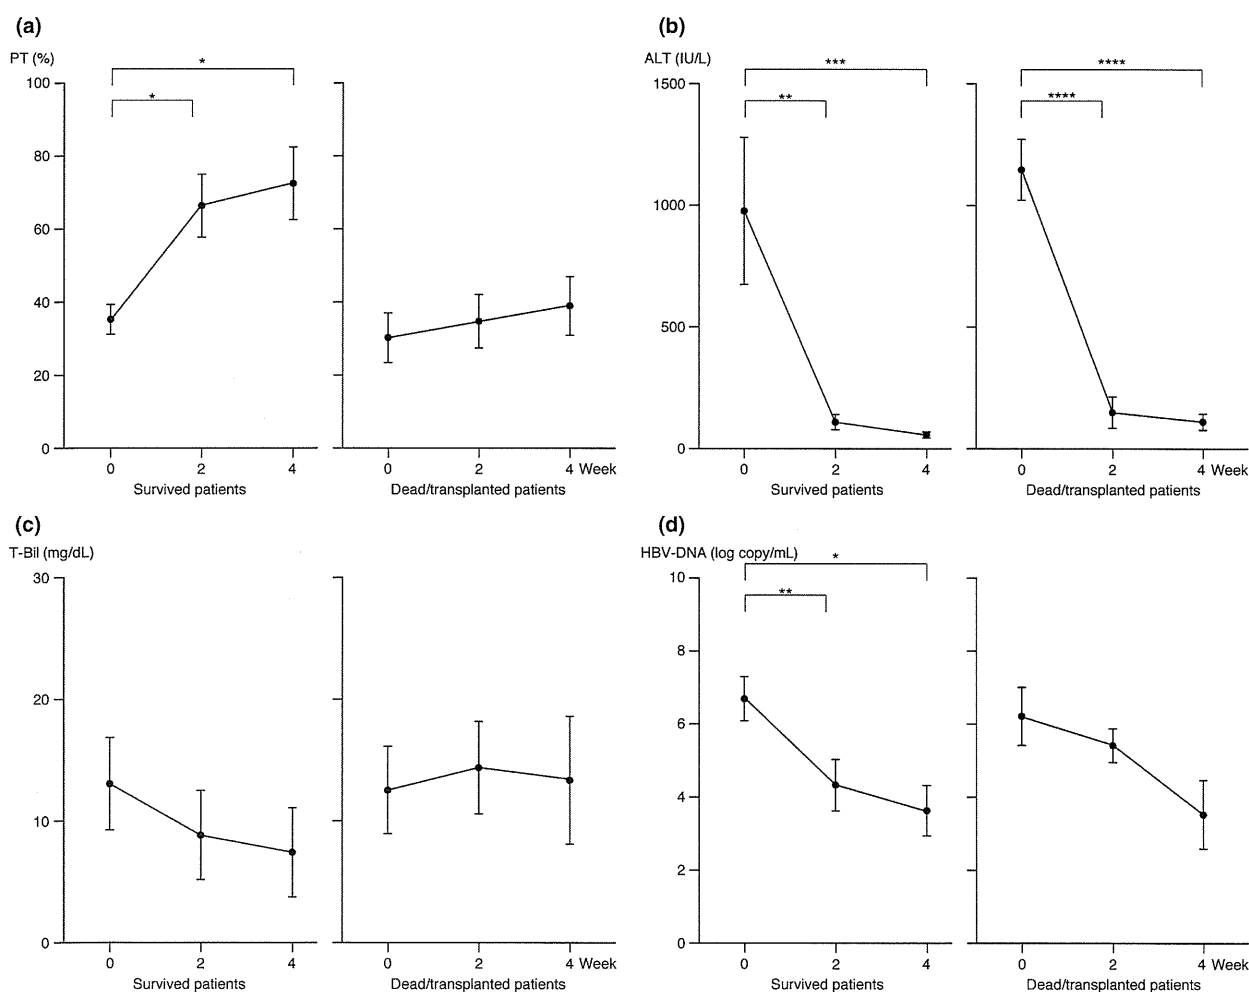 (a)
PT (%)
100
80
60
40
20
0
*
*
0 2 4
Survived patients
0 2 4 Week
Dead/transplanted patients
(b)
ALT (IU/L)
1500
1000
500
0
***
**
****
****
0 2 4
Survived patients
0 2 4 Week
Dead/transplanted patients
(c)
T-Bil (mg/dL)
30
20
10
0
0 2 4
Survived patients
0 2 4 Week
Dead/transplanted patients
(d)
HBV-DNA (log copy/mL)
10
8
6
4
2
0
*
**
0 2 4
Survived patients
0 2 4 Week
Dead/transplanted patients